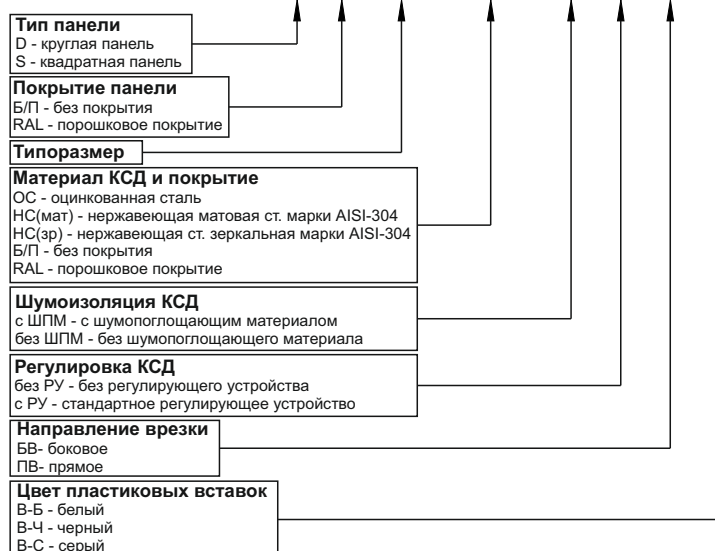 Тип панели
D - круглая панель
S - квадратная панель
Покрытие панели
Б/П - без покрытия
RAL - порошковое покрытие
Типоразмер
Материал КСД и покрытие
ОС - оцинкованная сталь
НС(мат) - нержавеющая матовая ст. марки AISI-304
НС(зр) - нержавеющая ст. зеркальная марки AISI-304
Б/П - без покрытия
RAL - порошковое покрытие
Шумоизоляция КСД
с ШПМ - с шумопоглощающим материалом
без ШПМ - без шумопоглощающего материала
Регулировка КСД
без РУ - без регулирующего устройства
с РУ - стандартное регулирующее устройство
Направление врезки
БВ- боковое
ПВ- прямое
Цвет пластиковых вставок
В-Б - белый
В-Ч - черный
В-С - серый